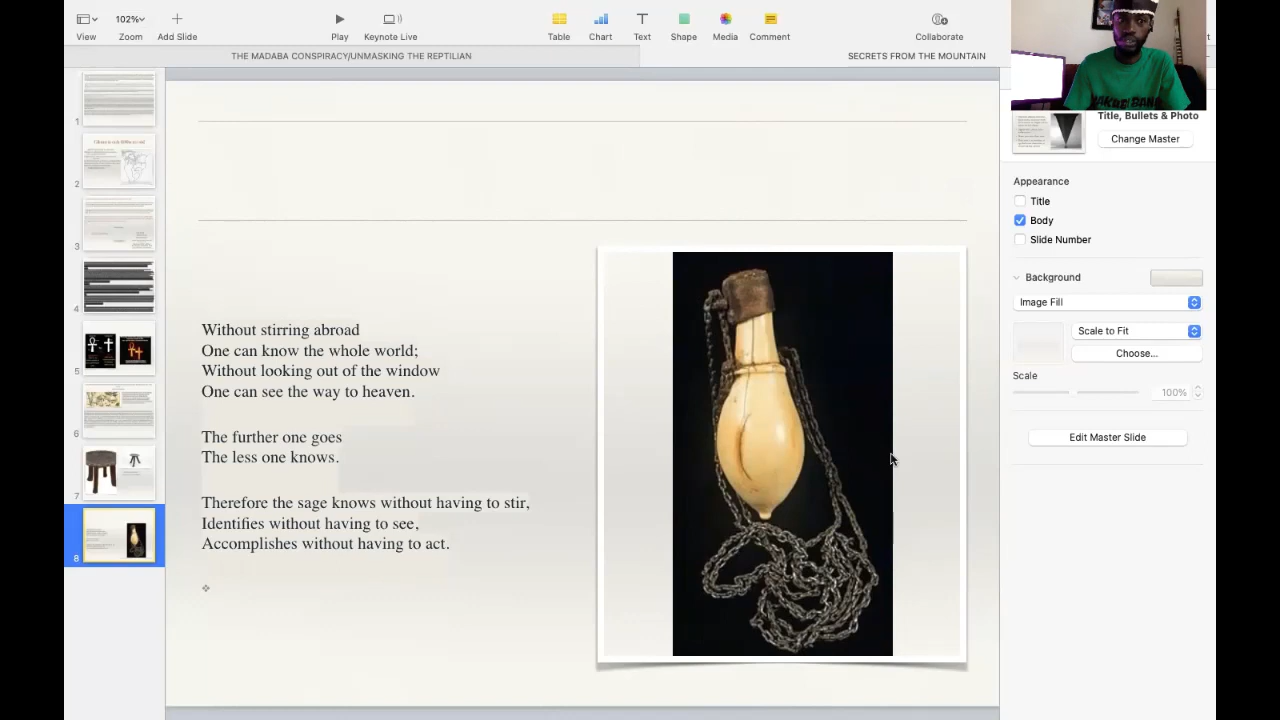 View
102%
Zoom
Add Slide
Play
Keynote Live
Table
Chart
Text
Shape
Media
Comment
Collaborate
THE MADABA CONSPIRACY/UNMASKING THE REPTILIAN
SECRETS FROM THE MOUNTAIN
1
2
3
4
5
6
7
8
Without stirring abroad
One can know the whole world;
Without looking out of the window
One can see the way to heaven.
The further one goes
The less one knows.
Therefore the sage knows without having to stir,
Identifies without having to see,
Accomplishes without having to act.
Title, Bullets & Photo
Change Master
Appearance
Title
Body
Slide Number
Background
Image Fill
Scale to Fit
Choose...
Scale
100%
Edit Master Slide